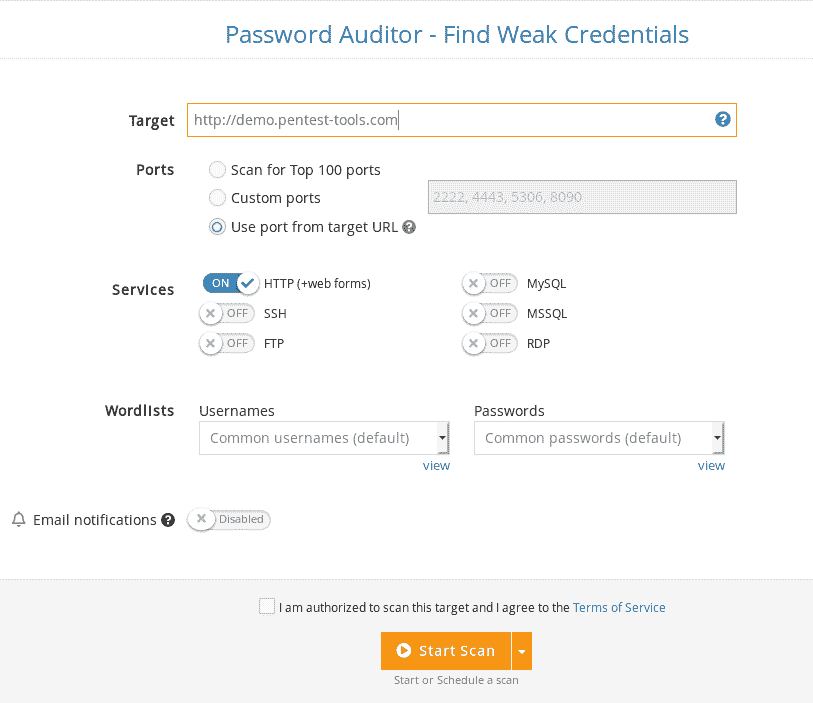 Password Auditor - Find Weak Credentials
Target http://demo.pentest-tools.com ?
Ports Scan for Top 100 ports
Custom ports 2222, 4443, 5306, 8090
Use port from target URL ?
Services ON HTTP (+web forms) OFF MySQL
OFF SSH OFF MSSQL
OFF FTP OFF RDP
Wordlists Usernames Passwords
Common usernames (default) Common passwords (default)
view view
Email notifications ? Disabled
I am authorized to scan this target and I agree to the Terms of Service
Start Scan
Start or Schedule a scan